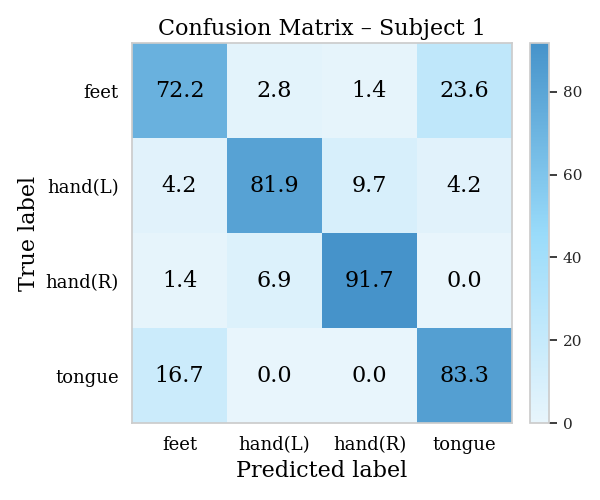 Confusion Matrix – Subject 1
True label
feet 72.2 2.8 1.4 23.6
hand(L) 4.2 81.9 9.7 4.2
hand(R) 1.4 6.9 91.7 0.0
tongue 16.7 0.0 0.0 83.3
feet hand(L) hand(R) tongue
Predicted label
80
60
40
20
0